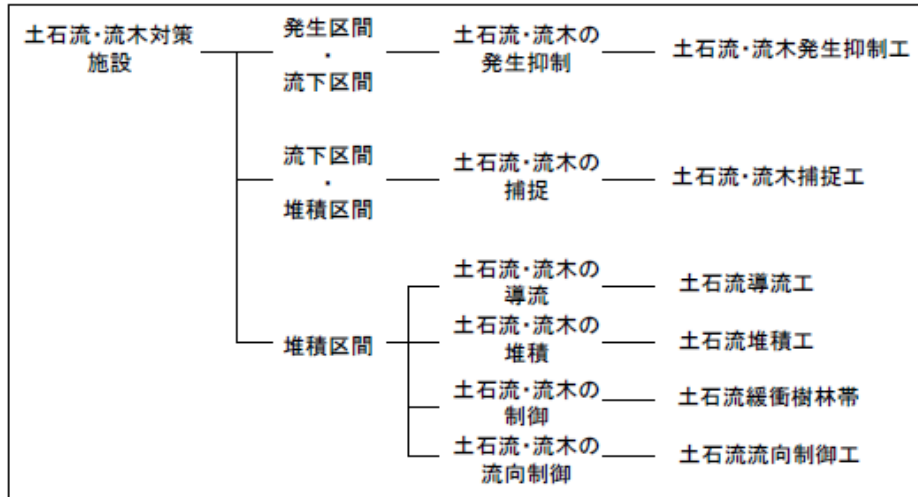 土石流・流木対策
施設
発生区間
・
流下区間
土石流・流木の
発生抑制
土石流・流木発生抑制工
流下区間
・
堆積区間
土石流・流木の
捕捉
土石流・流木捕捉工
堆積区間
土石流・流木の
導流
土石流導流工
土石流・流木の
堆積
土石流堆積工
土石流・流木の
制御
土石流緩衝樹林帯
土石流・流木の
流向制御
土石流流向制御工